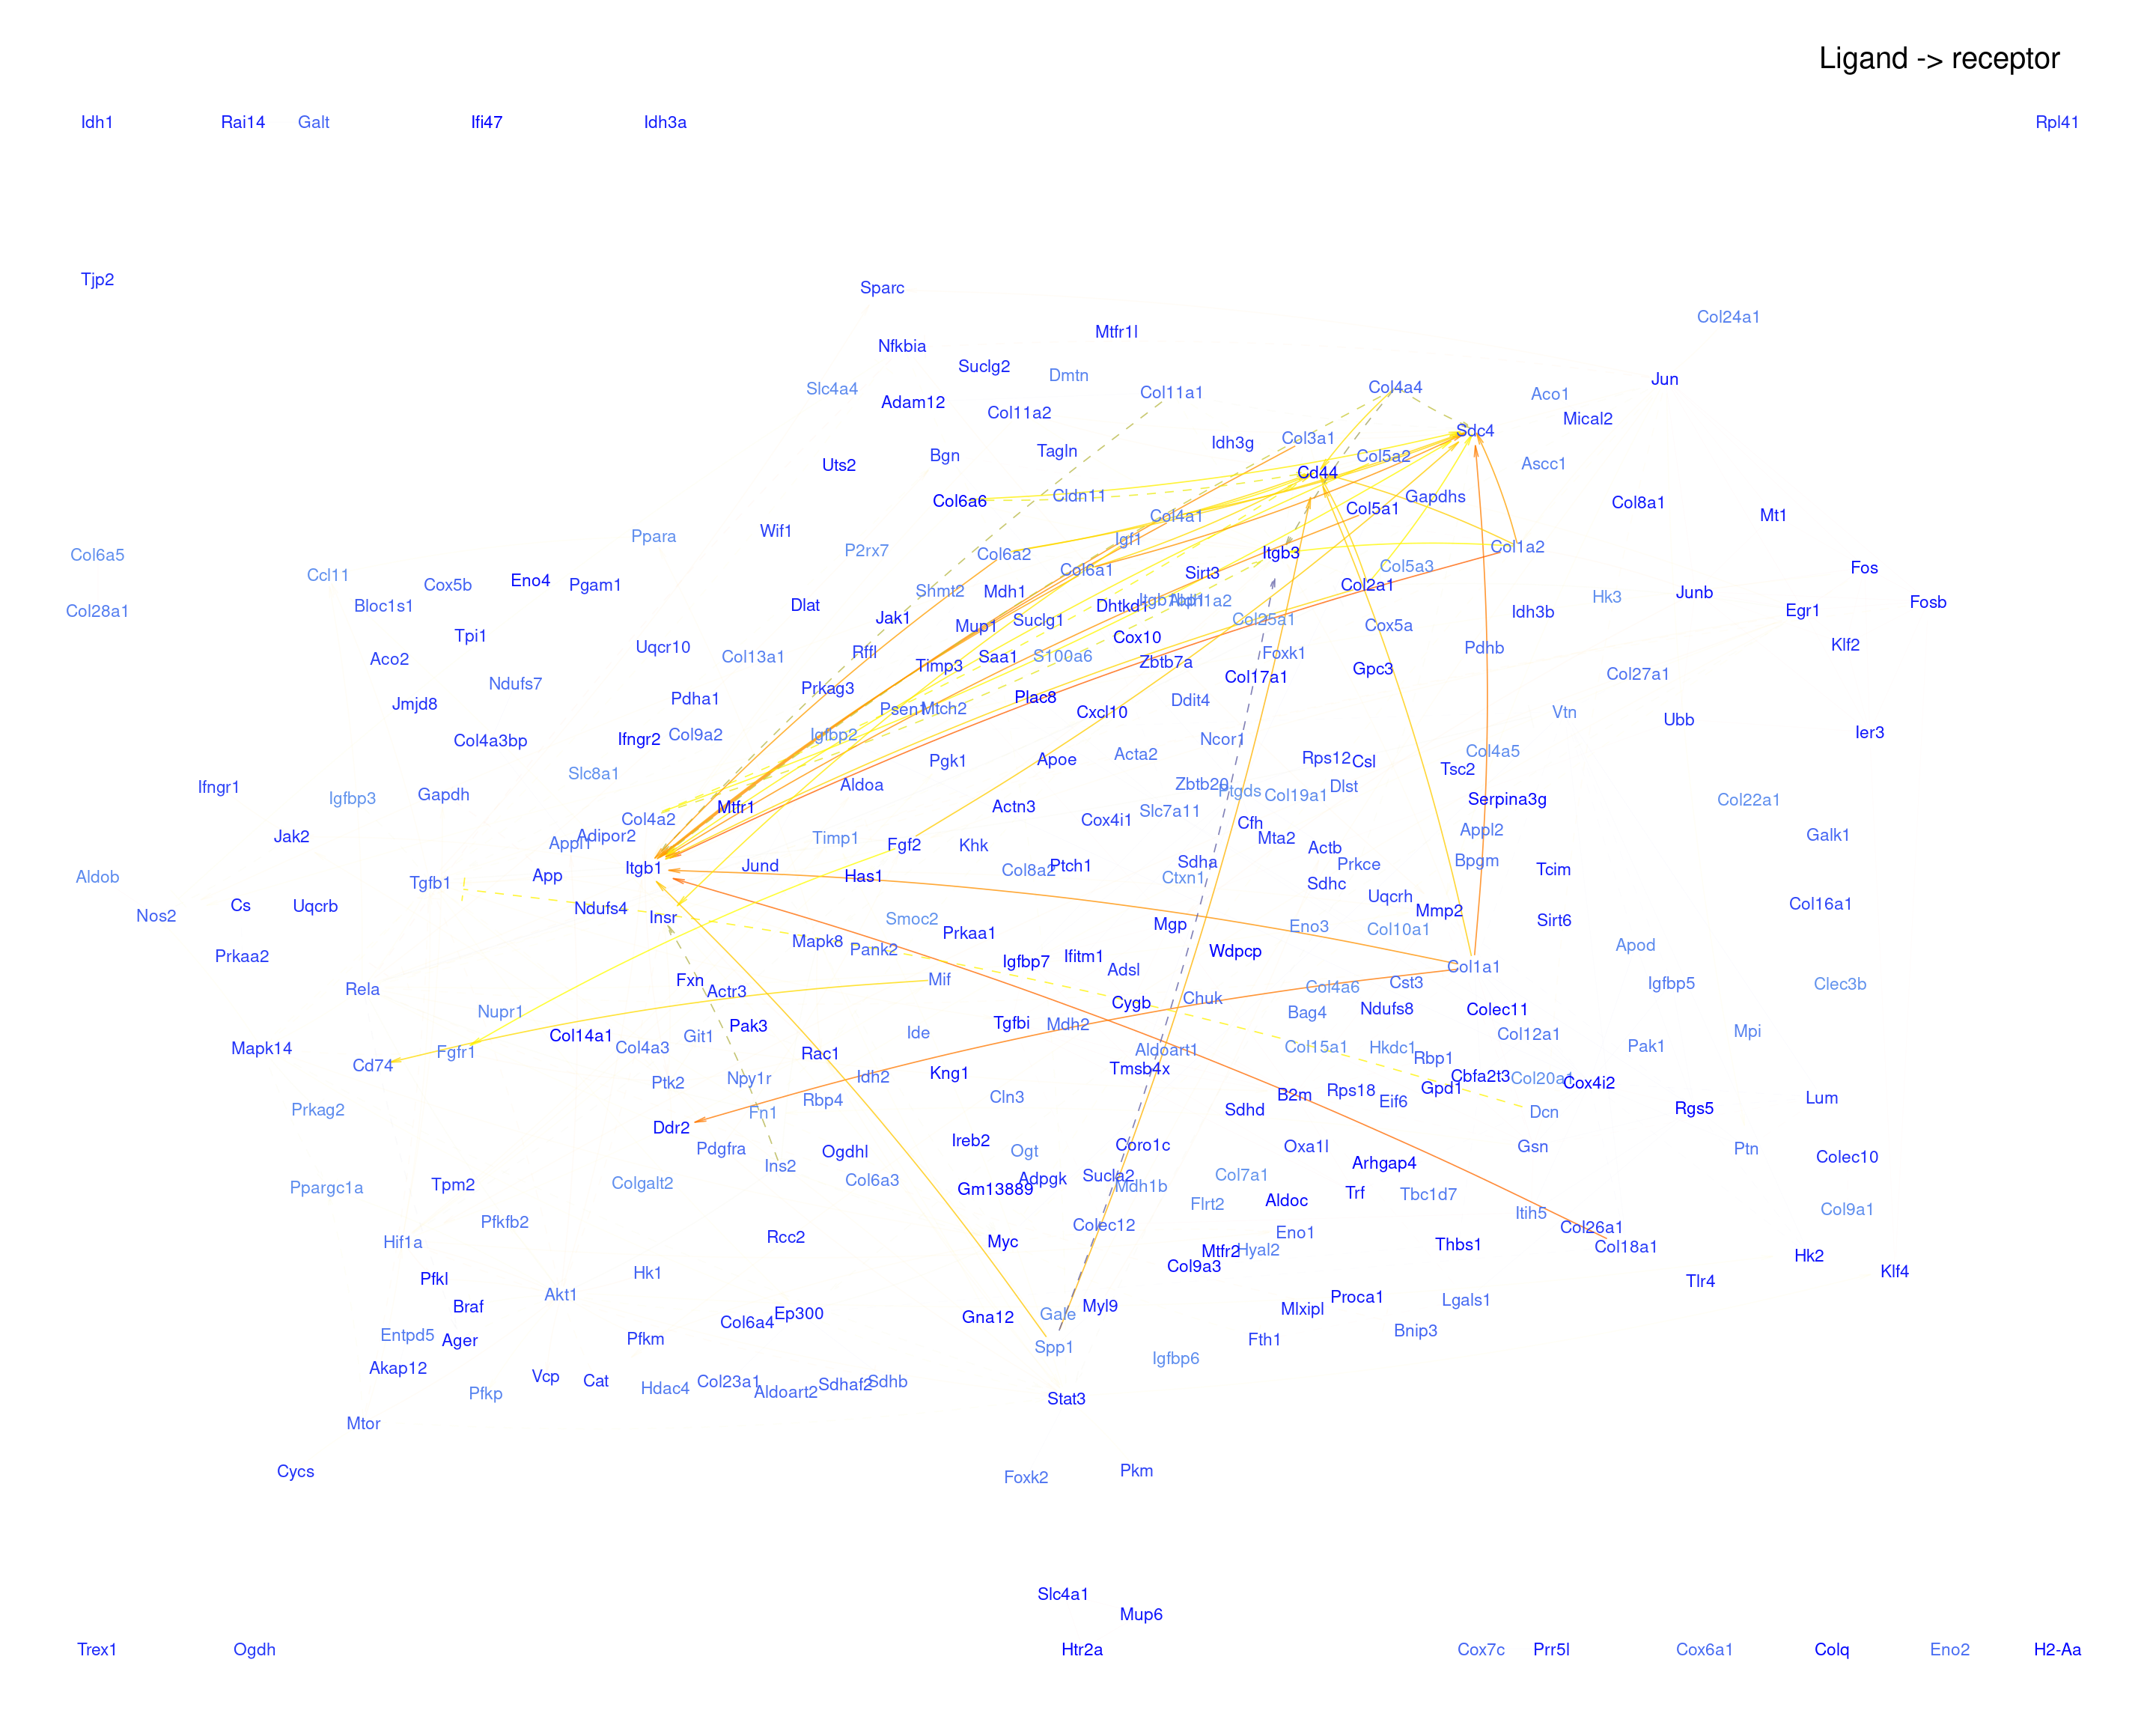 Ligand -> receptor
Idh1 Rai14 Galt Ifi47 Idh3a Rpl41
Tjp2 Sparc
Col24a1
Mtfr1l
Nfkbia
Suclg2 Dmtn Jun
Slc4a4 Col11a1 Col4a4 Aco1
Adam12 Col11a2 Mical2
Sdc4
Idh3g Col3a1
Bgn Tagln Col5a2
Uts2 Cd44 Ascc1
Col6a6 Cldn11 Gapdhs Col8a1
Col4a1 Col5a1 Mt1
Ppara Wif1 Igf1
Col6a5 P2rx7 Col6a2 Itgb3 Col1a2
Ccl11 Col6a1 Sirt3 Col5a3 Fos
Cox5b Eno4 Pgam1 Shmt2 Mdh1 Col2a1 Junb Hk3
Col28a1 Bloc1s1 Dlat Dhtkd1 Idh3b Egr1 Fosb
Jak1 Mup1 Suclg1 Col25a1 Cox5a
Tpi1 Uqcr10 Cox10 Pdhb Klf2
Aco2 Col13a1 Rffl Timp3 Saa1 S100a6 Zbtb7a Foxk1 Gpc3
Ndufs7 Prkag3 Col17a1 Col27a1
Jmjd8 Pdha1 Psen1 Mtch2 Plac8 Cxcl10 Ddit4 Vtn Ubb
Col4a3bp Ifngr2 Col9a2 Igfbp2 Ncor1 Ier3
Pgk1 Apoe Acta2 Rps12 Csl Col4a5
Ifngr1 Slc8a1 Aldoa Zbtb20 Ptgds Dlst Tsc2
Igfbp3 Gapdh Mtfr1 Actn3 Slc7a11 Col19a1 Serpina3g Col22a1
Col4a2 Cox4i1 Cfh
Jak2 Appl1 Adipor2 Timp1 Fgf2 Khk Mta2 Actb Appl2 Galk1
Itgb1 Jund Col8a2 Ptch1 Sdha Prkce Bpgm Tcim
Aldob Tgfb1 App Has1 Ctxn1 Sdhc
Nos2 Cs Uqcrb Ndufs4 Insr Smoc2 Mgp Eno3 Uqcrh Mmp2 Sirt6 Col16a1
Prkaa2 Mapk8 Pank2 Prkaa1 Wdpcp Col10a1 Apod
Rela Fxn Actr3 Mif Igfbp7 Ifitm1 Adsl Col1a1
Nupr1 Cygb Chuk Col4a6 Cst3 Igfbp5 Clec3b
Col14a1 Git1 Pak3 Ide Tgfbi Mdh2 Bag4 Ndufs8 Colec11
Mapk14 Fgfr1 Col4a3 Rac1 Aldoart1 Col15a1 Hkdc1 Col12a1 Pak1 Mpi
Cd74 Ptk2 Npy1r Idh2 Kng1 Tmsb4x Rbp1
Prkag2 Fn1 Rbp4 Cln3 Sdhd B2m Rps18 Eif6 Gpd1 Cbfa2t3 Col20a1 Cox4i2 Dcn Rgs5 Lum
Ddr2 Pdgfra Ogdhl Ireb2 Ogt Coro1c Oxa1l Gsn Ptn
Ppargc1a Tpm2 Colgalt2 Ins2 Col6a3 Gm13889 Adpgk Sucla2 Mdh1b Col7a1 Arhgap4 Colec10
Pfkfb2 Flrt2 Aldoc Trf Tbc1d7 Itih5 Col9a1
Hif1a Rcc2 Myc Colec12 Mtfr2 Hyal2 Eno1 Thbs1 Col26a1 Col18a1
Pfkl Hk1 Col9a3 Tlr4 Hk2 Klf4
Braf Akt1 Col6a4 Ep300 Gna12 Gale Myl9 Mlxipl Proca1 Lgals1
Entpd5 Ager Pfkm Spp1 Fth1 Bnip3
Akap12 Vcp Cat Hdac4 Col23a1 Aldoart2 Sdhaf2 Sdhb Igfbp6
Pfkp Stat3
Mtor
Cycs Foxk2 Pkm
Slc4a1
Mup6
Trex1 Ogdh Htr2a Cox7c Prr5l Cox6a1 Colq Eno2 H2-Aa